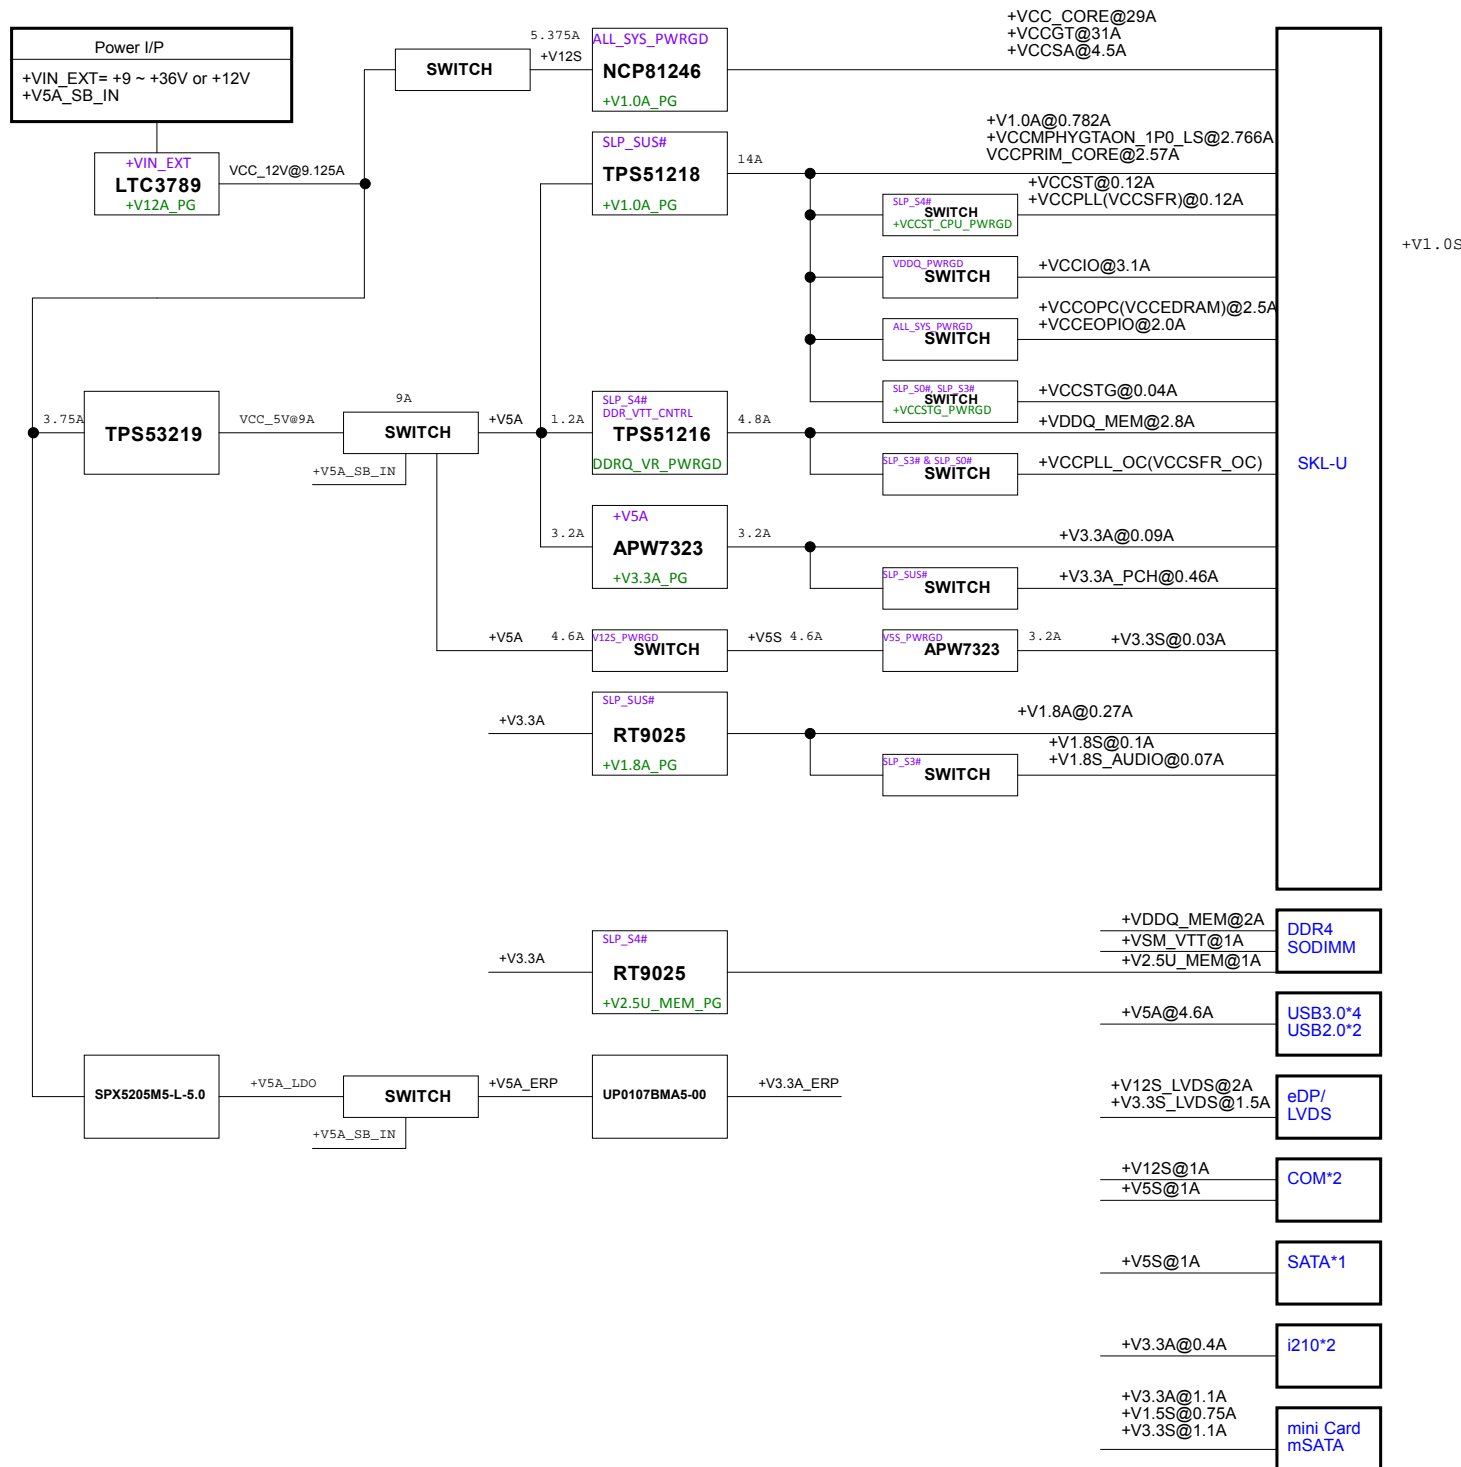 Power I/P
+VIN_EXT= +9 ~ +36V or +12V
+V5A_SB_IN
+VIN_EXT
LTC3789
+V12A_PG
VCC_12V@9.125A
SWITCH
5.375A
+V12S
ALL_SYS_PWRGD
NCP81246
+V1.0A_PG
+VCC_CORE@29A
+VCCGT@31A
+VCCSA@4.5A
SLP_SUS#
TPS51218
+V1.0A_PG
14A
+V1.0A@0.782A
+VCCMPHYGTAON_1P0_LS@2.766A
VCCPRIM_CORE@2.57A
+VCCST@0.12A
+VCCPLL(VCCSFR)@0.12A
SLP_S4#
SWITCH
+VCCST_CPU_PWRGD
+V1.0S
VDDQ_PWRGD
SWITCH
+VCCIO@3.1A
+VCCOPC(VCCEDRAM)@2.5A
+VCCEOPIO@2.0A
ALL_SYS_PWRGD
SWITCH
SLP_S0#, SLP_S3#
SWITCH
+VCCSTG_PWRGD
+VCCSTG@0.04A
3.75A
TPS53219
VCC_5V@9A
9A
SWITCH
+V5A_SB_IN
+V5A
1.2A
SLP_S4#
DDR_VTT_CNTRL
TPS51216
DDRQ_VR_PWRGD
4.8A
+VDDQ_MEM@2.8A
SLP_S3# & SLP_S0#
SWITCH
+VCCPLL_OC(VCCSFR_OC)
SKL-U
3.2A
+V5A
APW7323
+V3.3A_PG
3.2A
+V3.3A@0.09A
SLP_SUS#
SWITCH
+V3.3A_PCH@0.46A
+V5A
4.6A
V12S_PWRGD
SWITCH
+V5S
4.6A
V5S_PWRGD
APW7323
3.2A
+V3.3S@0.03A
+V3.3A
SLP_SUS#
RT9025
+V1.8A_PG
+V1.8A@0.27A
+V1.8S@0.1A
+V1.8S_AUDIO@0.07A
SLP_S3#
SWITCH
+V3.3A
SLP_S4#
RT9025
+V2.5U_MEM_PG
+VDDQ_MEM@2A
+VSM_VTT@1A
+V2.5U_MEM@1A
DDR4
SODIMM
+V5A@4.6A
USB3.0*4
USB2.0*2
SPX5205M5-L-5.0
+V5A_LDO
SWITCH
+V5A_SB_IN
+V5A_ERP
UP0107BMA5-00
+V3.3A_ERP
+V12S_LVDS@2A
+V3.3S_LVDS@1.5A
eDP/
LVDS
+V12S@1A
+V5S@1A
COM*2
+V5S@1A
SATA*1
+V3.3A@0.4A
i210*2
+V3.3A@1.1A
+V1.5S@0.75A
+V3.3S@1.1A
mini Card
mSATA